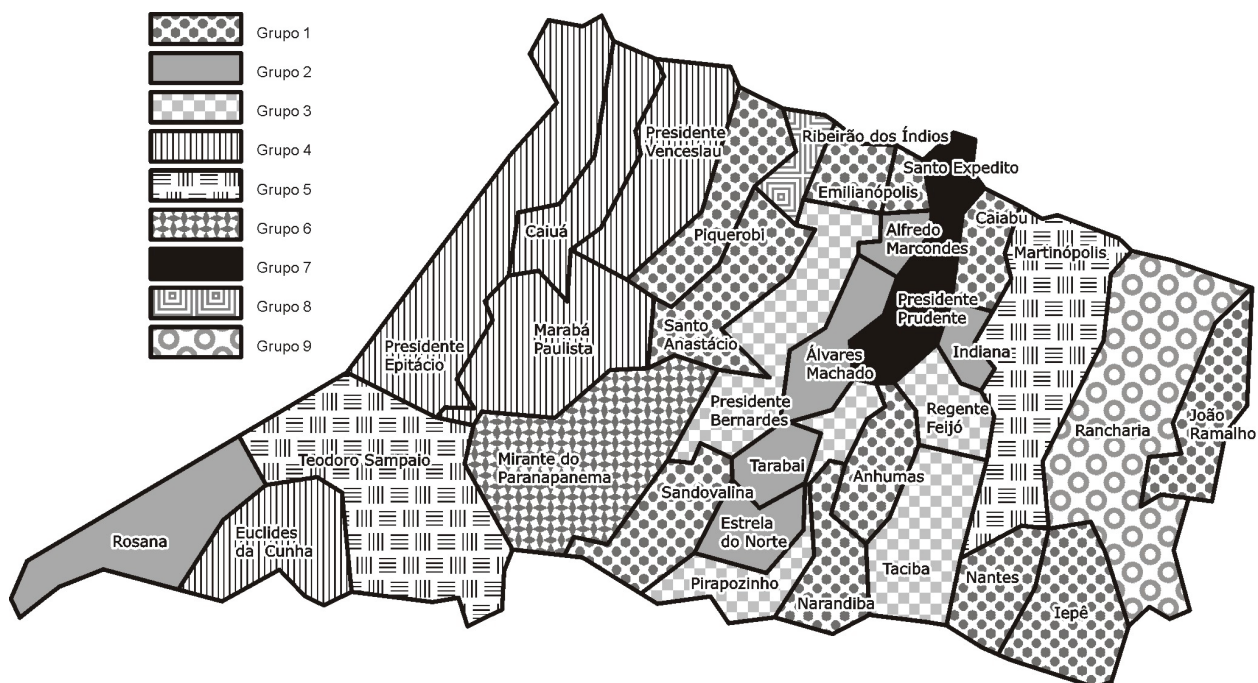 Grupo 1
Grupo 2
Grupo 3
Grupo 4
Grupo 5
Grupo 6
Grupo 7
Grupo 8
Grupo 9
Presidente
Venceslau
Ribeirão dos Índios
Santo Expedito
Emilianópolis
Caiuá
Piquerobi
Alfredo
Marcondes
Caiabu
Martinópolis
Presidente
Epitácio
Marabá
Paulista
Santo
Anastácio
Presidente
Prudente
Álvares
Machado
Indiana
Presidente
Bernardes
Regente
Feijó
Rancharia
João
Ramalho
Teodoro Sampaio
Mirante do
Paranapanema
Tarabai
Anhumas
Sandovalina
Rosana
Euclides
da Cunha
Estrela
do Norte
Pirapozinho
Narandiba
Taciba
Nantes
Iepê